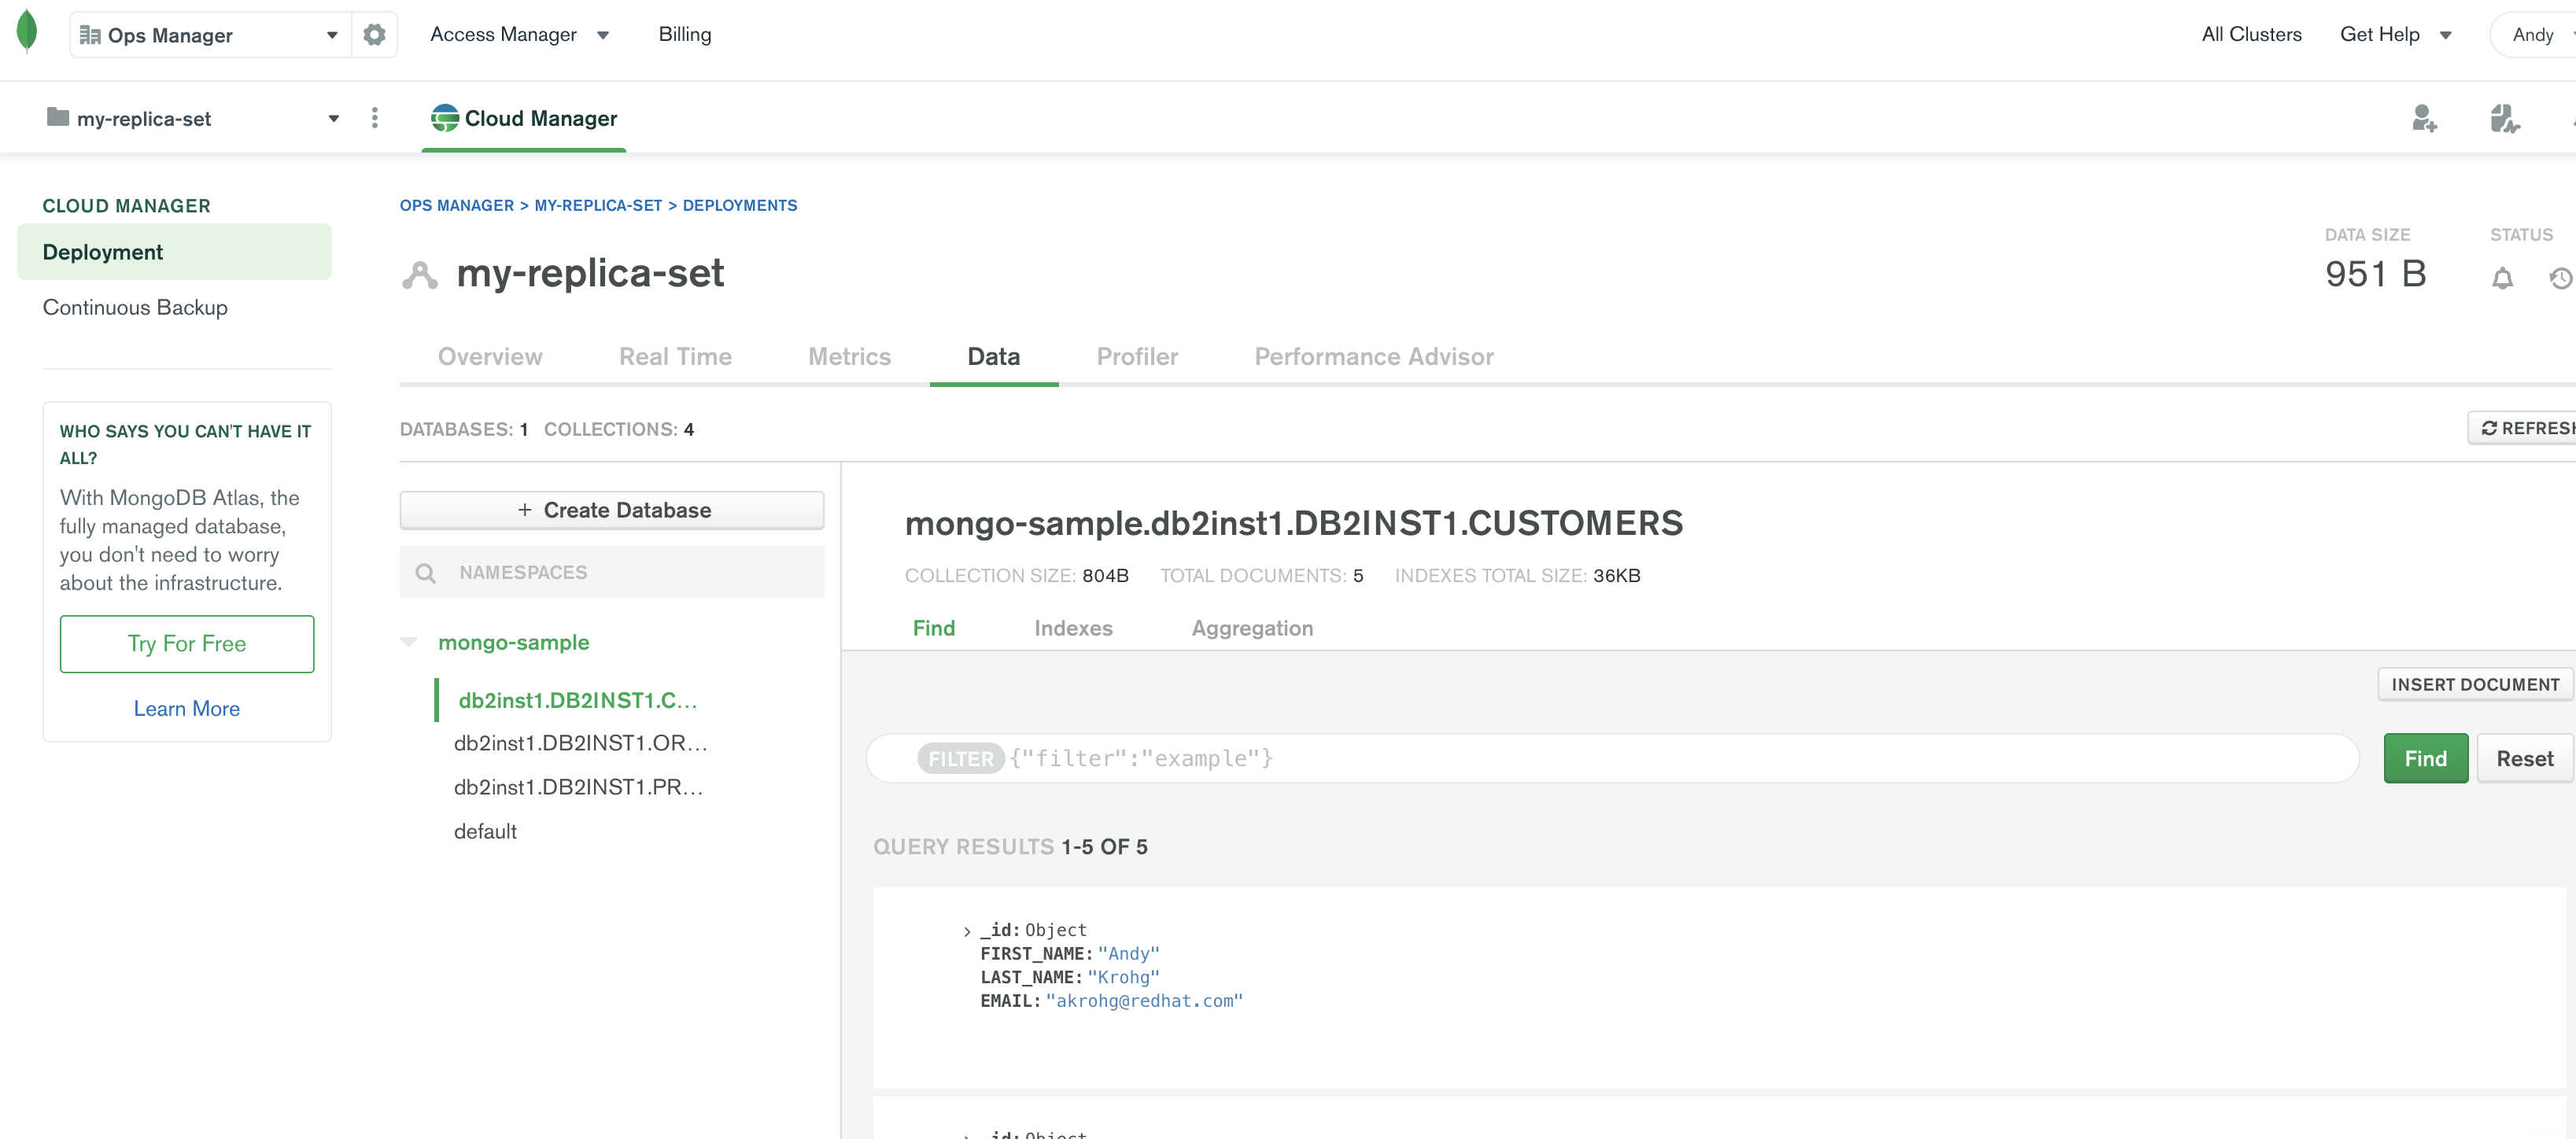 Ops Manager
Access Manager
Billing
All Clusters
Get Help
Andy
my-replica-set
Cloud Manager
CLOUD MANAGER
Deployment
Continuous Backup
WHO SAYS YOU CAN'T HAVE IT
ALL?
With MongoDB Atlas, the
fully managed database,
you don't need to worry
about the infrastructure.
Try For Free
Learn More
OPS MANAGER > MY-REPLICA-SET > DEPLOYMENTS
my-replica-set
DATA SIZE
951 B
STATUS
Overview
Real Time
Metrics
Data
Profiler
Performance Advisor
DATABASES: 1 COLLECTIONS: 4
REFRESH
+ Create Database
NAMESPACES
mongo-sample
db2inst1.DB2INST1.C...
db2inst1.DB2INST1.OR...
db2inst1.DB2INST1.PR...
default
mongo-sample.db2inst1.DB2INST1.CUSTOMERS
COLLECTION SIZE: 804B TOTAL DOCUMENTS: 5 INDEXES TOTAL SIZE: 36KB
Find
Indexes
Aggregation
INSERT DOCUMENT
FILTER {"filter":"example"}
Find
Reset
QUERY RESULTS 1-5 OF 5
> _id: Object
FIRST_NAME: "Andy"
LAST_NAME: "Krohg"
EMAIL: "akrohg@redhat.com"
> _id: Object